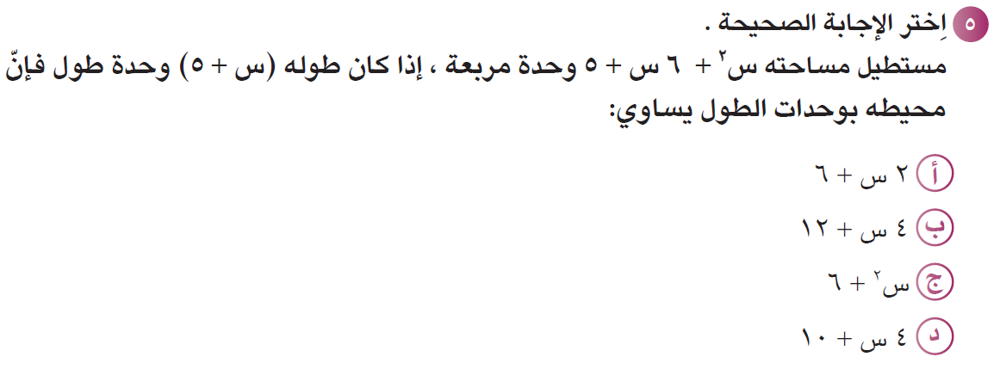 ٥ اِختر الإجابة الصحيحة .
مستطيل مساحته س٢ + ٦ س + ٥ وحدة مربعة ، إذا كان طوله (س + ٥) وحدة طول فإنّ
محيطه بوحدات الطول يساوي:
أ ٢ س + ٦
ب ٤ س + ١٢
ج س٢ + ٦
د ٤ س + ١٠